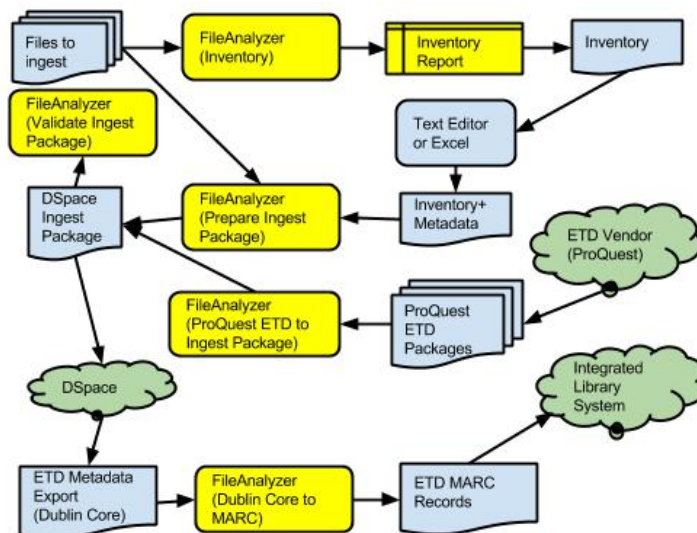 Files to
ingest
FileAnalyzer
(Inventory)
Inventory
Report
Inventory
FileAnalyzer
(Validate Ingest
Package)
Text Editor
or Excel
DSpace
Ingest
Package
FileAnalyzer
(Prepare Ingest
Package)
Inventory+
Metadata
ETD Vendor
(ProQuest)
FileAnalyzer
(ProQuest ETD to
Ingest Package)
ProQuest
ETD
Packages
DSpace
Integrated
Library
System
ETD Metadata
Export
(Dublin Core)
FileAnalyzer
(Dublin Core to
MARC)
ETD MARC
Records